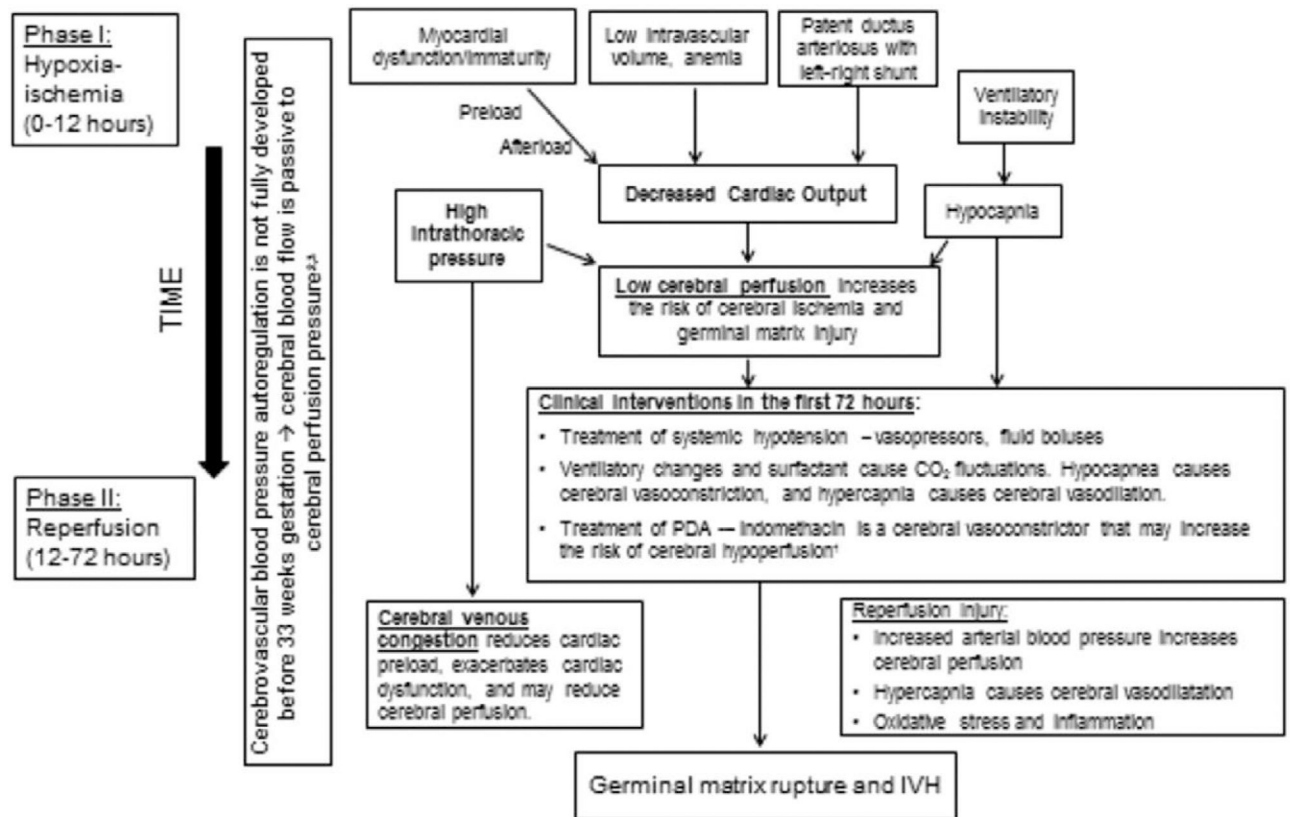 Phase I:
Hypoxia-
ischemia
(0-12 hours)
TIME
Phase II:
Reperfusion
(12-72 hours)
Cerebrovascular blood pressure autoregulation is not fully developed
before 33 weeks gestation → cerebral blood flow is passive to
cerebral perfusion pressure²,³
Myocardial
dysfunction/immaturity
Low intravascular
volume, anemia
Patent ductus
arteriosus with
left-right shunt
Ventilatory
instability
Preload
Afterload
Decreased Cardiac Output
Hypocapnia
High
intrathoracic
pressure
Low cerebral perfusion increases
the risk of cerebral ischemia and
germinal matrix injury
Clinical interventions in the first 72 hours:
• Treatment of systemic hypotension – vasopressors, fluid boluses
• Ventilatory changes and surfactant cause CO₂ fluctuations. Hypocapnea causes
cerebral vasoconstriction, and hypercapnia causes cerebral vasodilation.
• Treatment of PDA — Indomethacin is a cerebral vasoconstrictor that may increase
the risk of cerebral hypoperfusion¹
Cerebral venous
congestion reduces cardiac
preload, exacerbates cardiac
dysfunction, and may reduce
cerebral perfusion.
Reperfusion Injury:
• Increased arterial blood pressure increases
cerebral perfusion
• Hypercapnia causes cerebral vasodilatation
• Oxidative stress and inflammation
Germinal matrix rupture and IVH